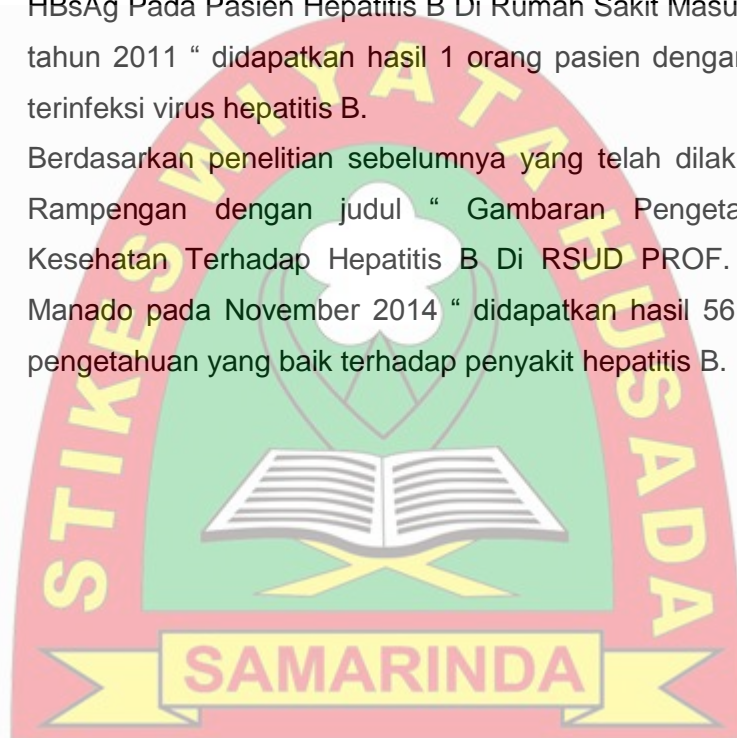 HBsAg Pada Pasien Hepatitis B Di Rumah Sakit Masu
tahun 2011 “ didapatkan hasil 1 orang pasien dengan
terinfeksi virus hepatitis B.
Berdasarkan penelitian sebelumnya yang telah dilak
Rampengan dengan judul “ Gambaran Pengeta
Kesehatan Terhadap Hepatitis B Di RSUD PROF.
Manado pada November 2014 “ didapatkan hasil 56
pengetahuan yang baik terhadap penyakit hepatitis B.
STIKES WIYATA HUSADA
SAMARINDA